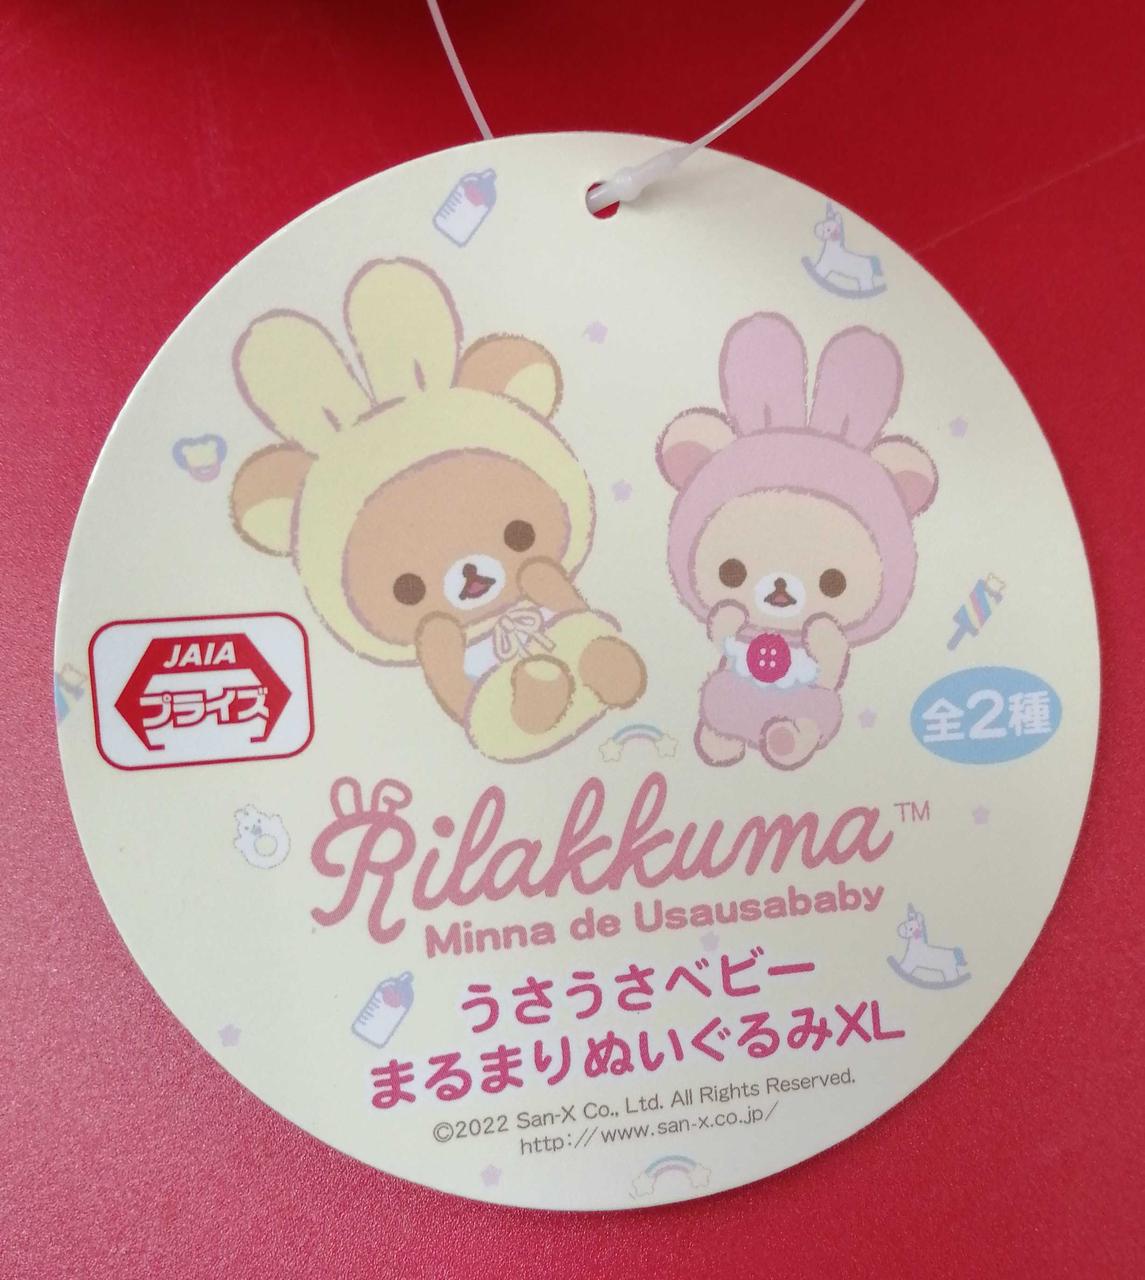 JAIA
プライズ
全2種
Rilakkuma™
Minna de Usausababy
うさうさベビー
まるまりぬいぐるみXL
©2022 San-X Co., Ltd. All Rights Reserved.
http://www.san-x.co.jp/